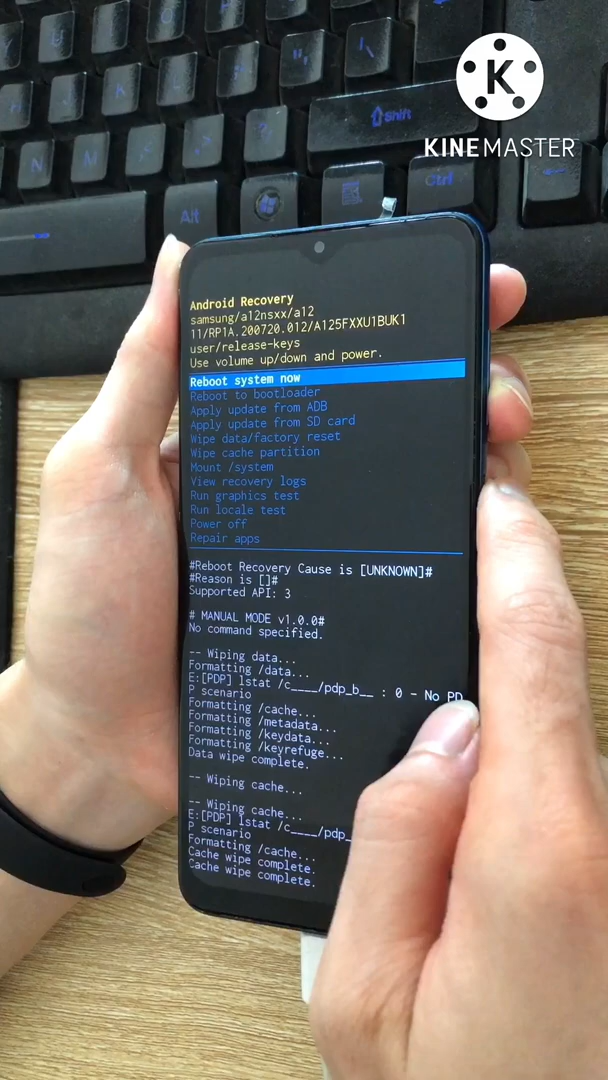 KINEMASTER
Shift
Alt
Ctrl
Android Recovery
samsung/a12nsxx/a12
11/RP1A.200720.012/A125FXXU1BUK1
user/release-keys
Use volume up/down and power.
Reboot system now
Reboot to bootloader
Apply update from ADB
Apply update from SD card
Wipe data/factory reset
Wipe cache partition
Mount /system
View recovery logs
Run graphics test
Run locale test
Power off
Repair apps
#Reboot Recovery Cause is [UNKNOWN]#
#Reason is []#
Supported API: 3
# MANUAL MODE v1.0.0#
No command specified.
-- Wiping data...
Formatting /data...
E:[PDP] lstat /c____/pdp_b__ : 0 - No PD
P scenario
Formatting /cache...
Formatting /metadata...
Formatting /keydata...
Formatting /keyrefuge...
Data wipe complete.
-- Wiping cache...
-- Wiping cache...
E:[PDP] lstat /c____/pdp_
P scenario
Formatting /cache...
Cache wipe complete.
Cache wipe complete.